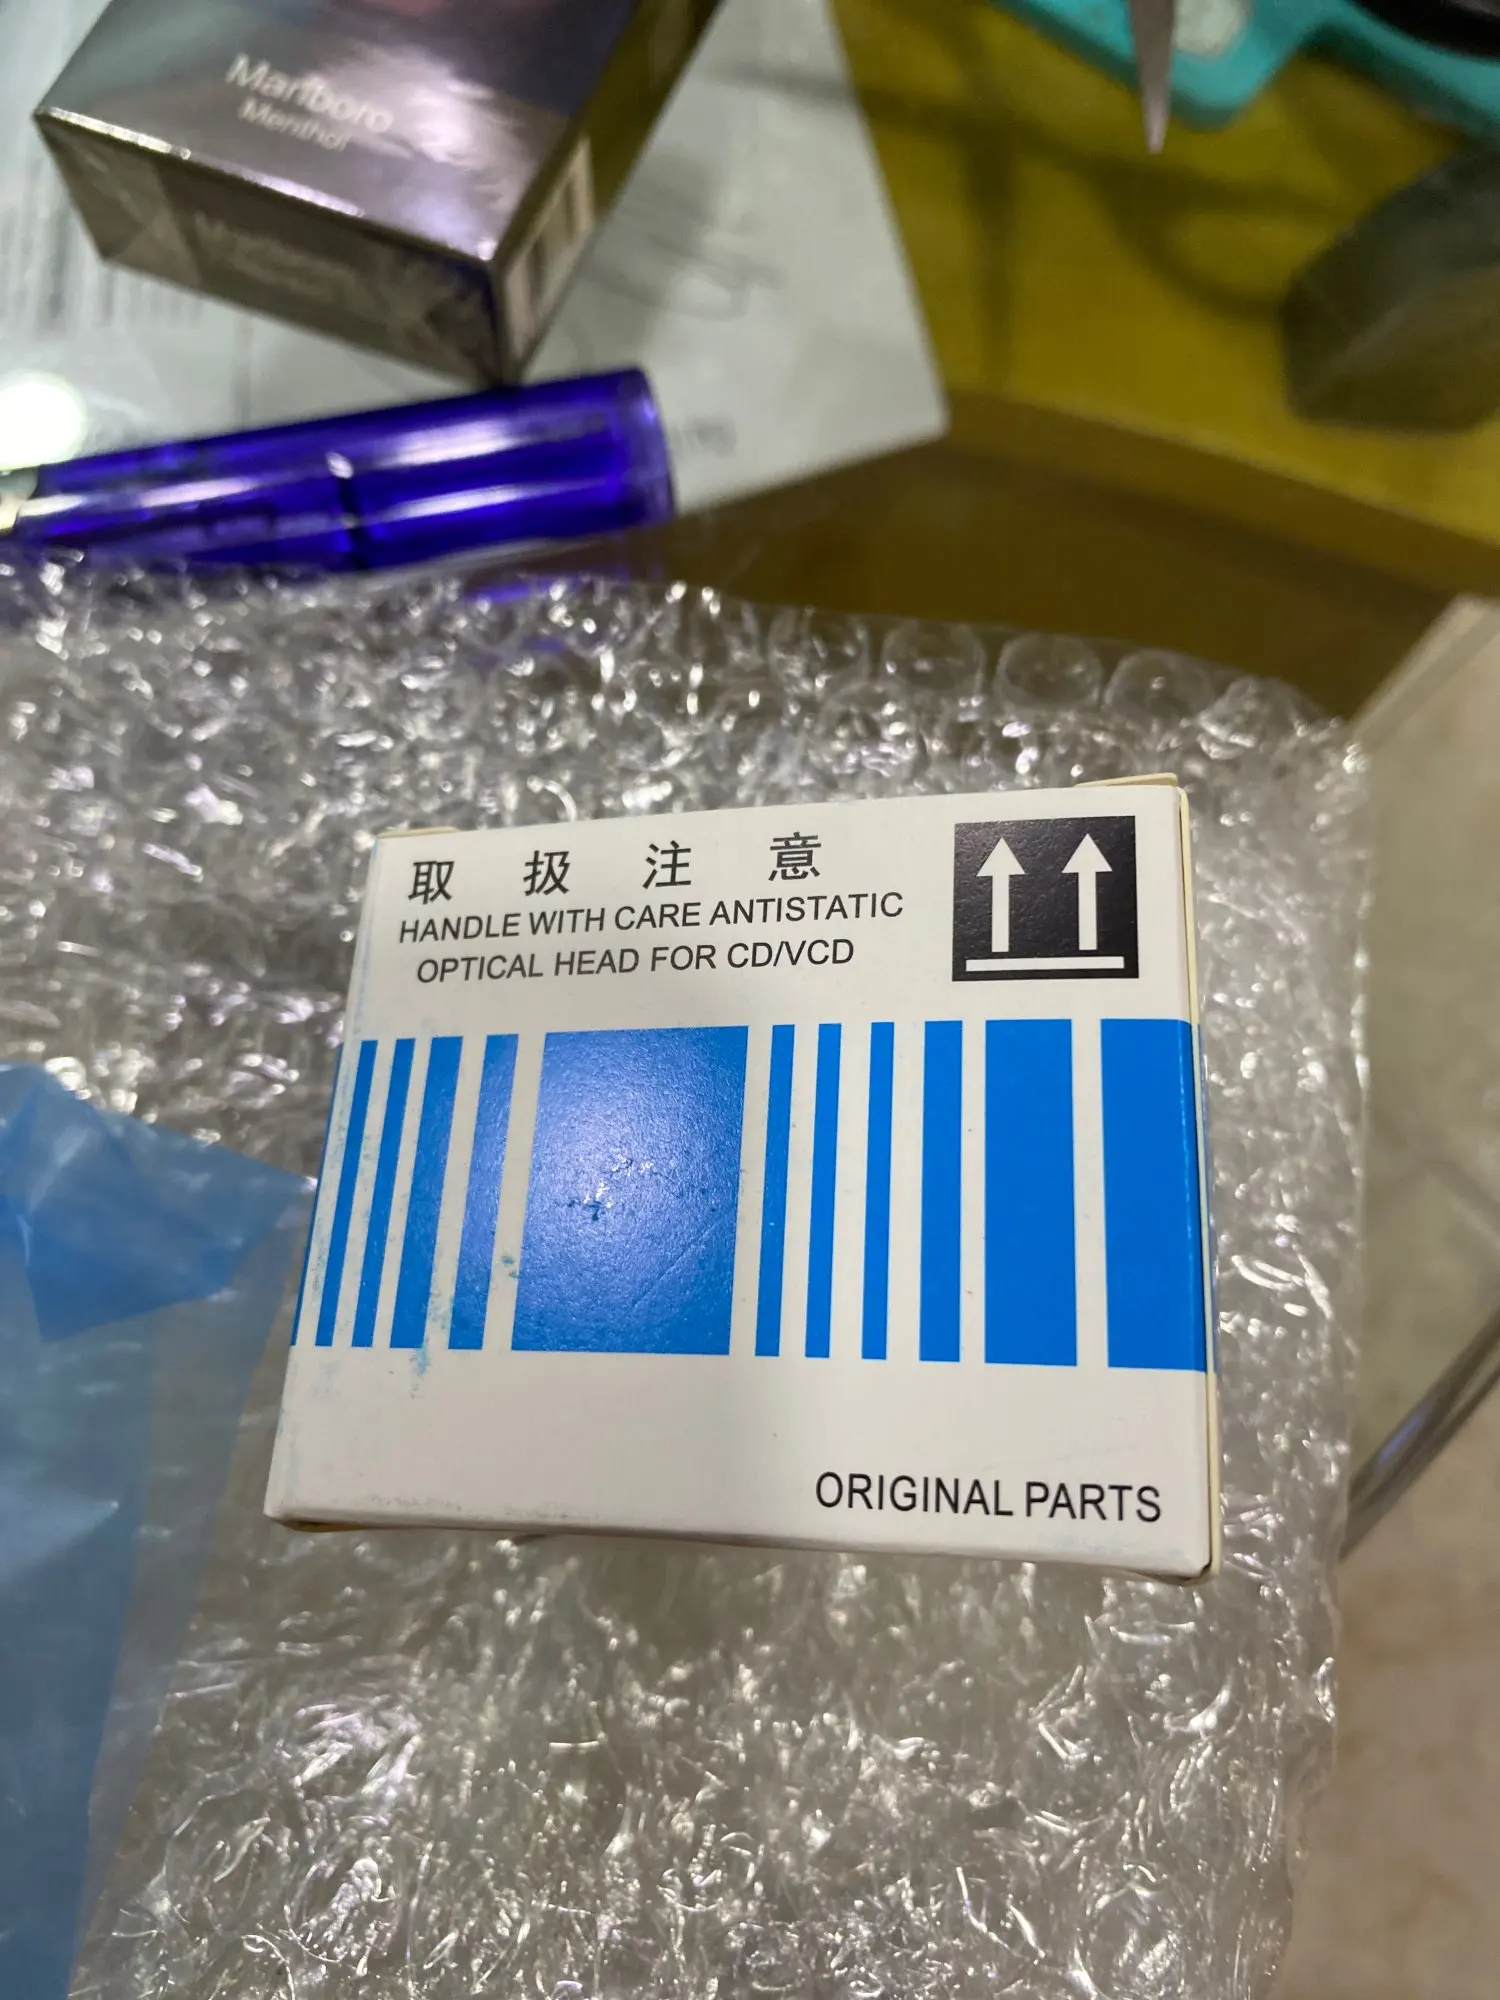 Marlboro
Menthol
取 扱 注 意
HANDLE WITH CARE ANTISTATIC
OPTICAL HEAD FOR CD/VCD
ORIGINAL PARTS